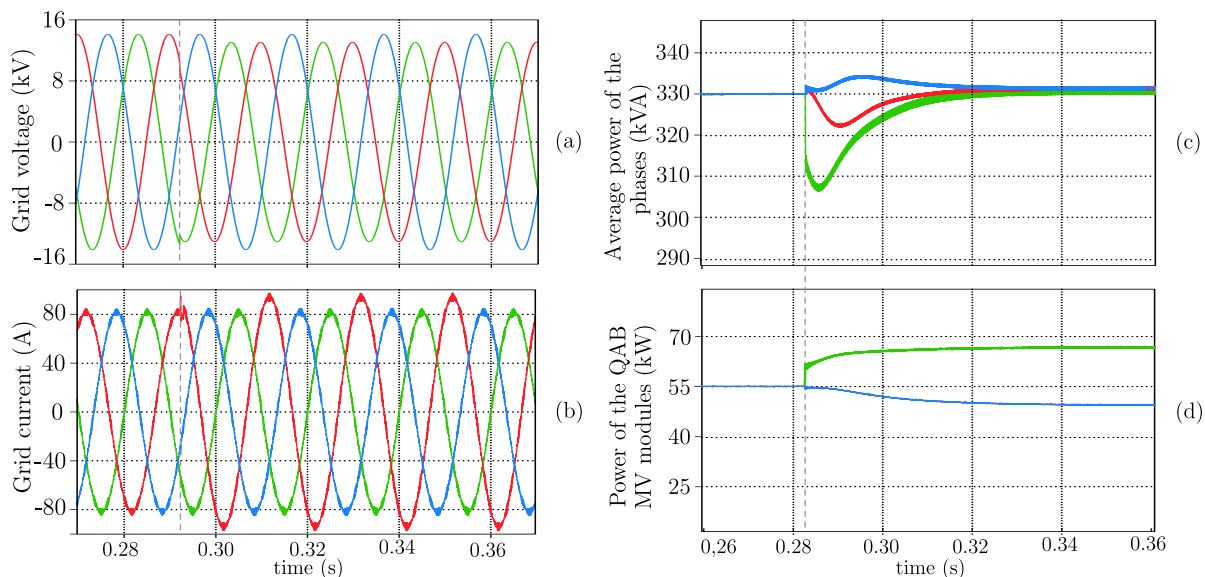 Grid voltage (kV)
16
8
0
-8
-16
(a)
Grid current (A)
80
40
0
-40
-80
0.28
0.30
0.32
0.34
0.36
time (s)
(b)
Average power of the
phases (kVA)
340
330
320
310
300
290
(c)
Power of the QAB
MV modules (kW)
70
55
45
25
0,26
0.28
0.30
0.32
0.34
0.36
time (s)
(d)